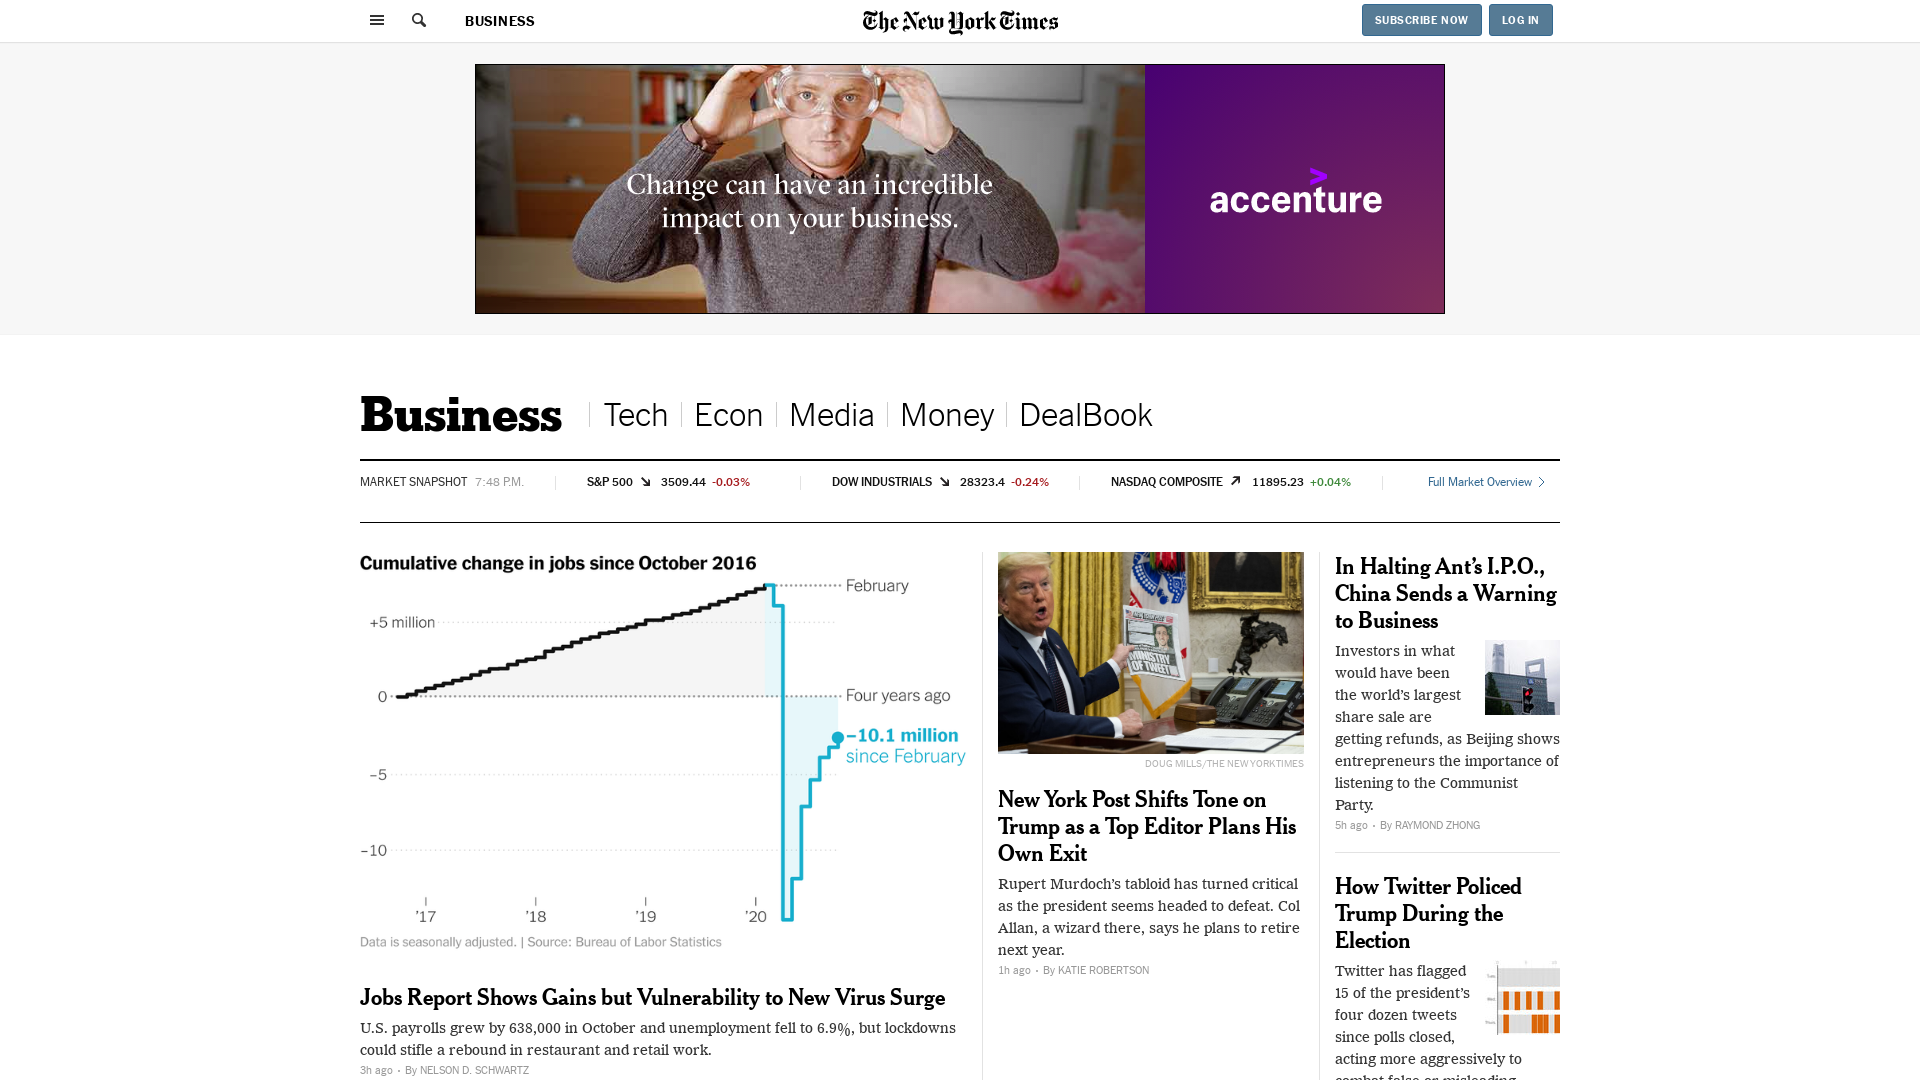 BUSINESS
The New York Times
SUBSCRIBE NOW
LOG IN
Change can have an incredible
impact on your business.
>
accenture
Business
Tech
Econ
Media
Money
DealBook
MARKET SNAPSHOT 7:48 P.M.
S&P 500 3509.44 -0.03%
DOW INDUSTRIALS 28323.4 -0.24%
NASDAQ COMPOSITE 11895.23 +0.04%
Full Market Overview
Cumulative change in jobs since October 2016
February
+5 million
0
Four years ago
–10.1 million
since February
–5
–10
’17
’18
’19
’20
Data is seasonally adjusted. | Source: Bureau of Labor Statistics
Jobs Report Shows Gains but Vulnerability to New Virus Surge
U.S. payrolls grew by 638,000 in October and unemployment fell to 6.9%, but lockdowns
could stifle a rebound in restaurant and retail work.
3h ago • By NELSON D. SCHWARTZ
MINISTRY
OF TWEET
DOUG MILLS/THE NEW YORKTIMES
New York Post Shifts Tone on
Trump as a Top Editor Plans His
Own Exit
Rupert Murdoch’s tabloid has turned critical
as the president seems headed to defeat. Col
Allan, a wizard there, says he plans to retire
next year.
1h ago • By KATIE ROBERTSON
In Halting Ant’s I.P.O.,
China Sends a Warning
to Business
Investors in what
would have been
the world’s largest
share sale are
getting refunds, as Beijing shows
entrepreneurs the importance of
listening to the Communist
Party.
5h ago • By RAYMOND ZHONG
How Twitter Policed
Trump During the
Election
Twitter has flagged
15 of the president’s
four dozen tweets
since polls closed,
acting more aggressively to
combat false or misleading